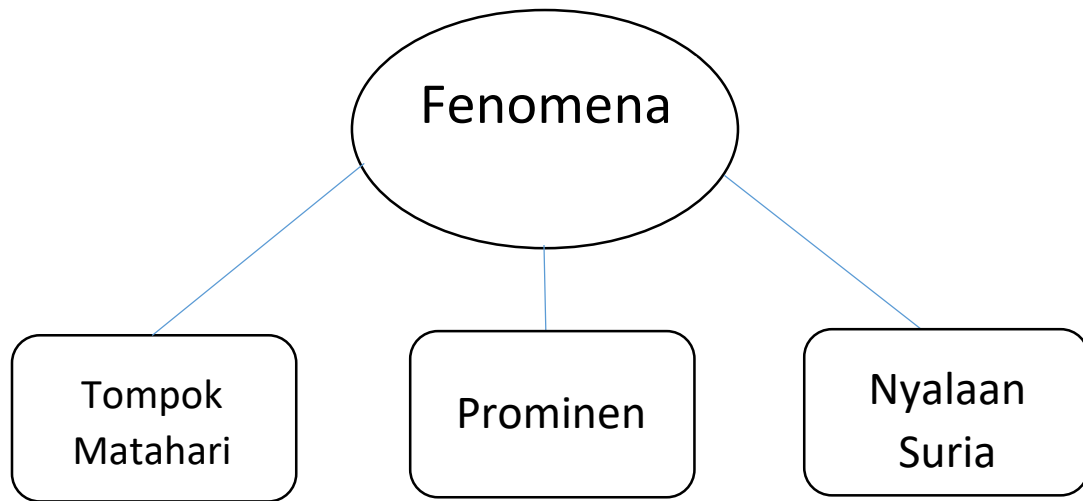 Fenomena
Tompok
Matahari
Prominen
Nyalaan
Suria